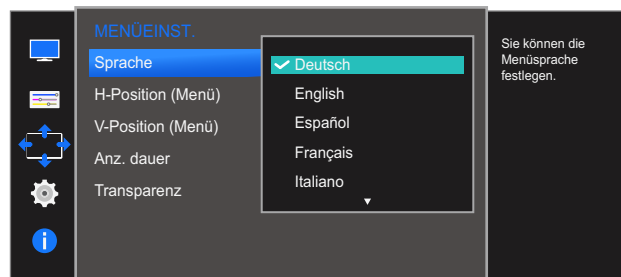 MENÜEINST.
Sprache
H-Position (Menü)
V-Position (Menü)
Anz. dauer
Transparenz
Deutsch
English
Español
Français
Italiano
Sie können die
Menüsprache
festlegen.